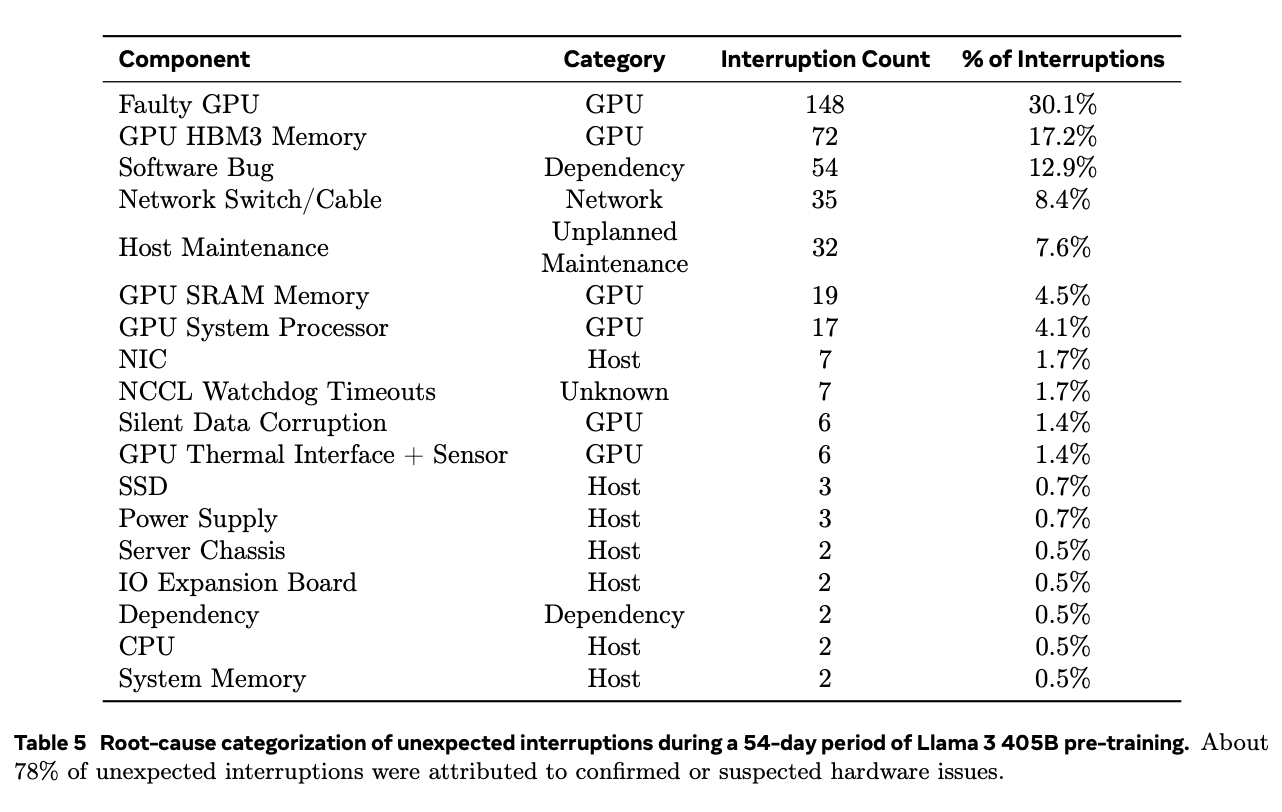 Component Category Interruption Count % of Interruptions
Faulty GPU GPU 148 30.1%
GPU HBM3 Memory GPU 72 17.2%
Software Bug Dependency 54 12.9%
Network Switch/Cable Network 35 8.4%
Host Maintenance Unplanned Maintenance 32 7.6%
GPU SRAM Memory GPU 19 4.5%
GPU System Processor GPU 17 4.1%
NIC Host 7 1.7%
NCCL Watchdog Timeouts Unknown 7 1.7%
Silent Data Corruption GPU 6 1.4%
GPU Thermal Interface + Sensor GPU 6 1.4%
SSD Host 3 0.7%
Power Supply Host 3 0.7%
Server Chassis Host 2 0.5%
IO Expansion Board Host 2 0.5%
Dependency Dependency 2 0.5%
CPU Host 2 0.5%
System Memory Host 2 0.5%
Table 5 Root-cause categorization of unexpected interruptions during a 54-day period of Llama 3 405B pre-training. About
78% of unexpected interruptions were attributed to confirmed or suspected hardware issues.